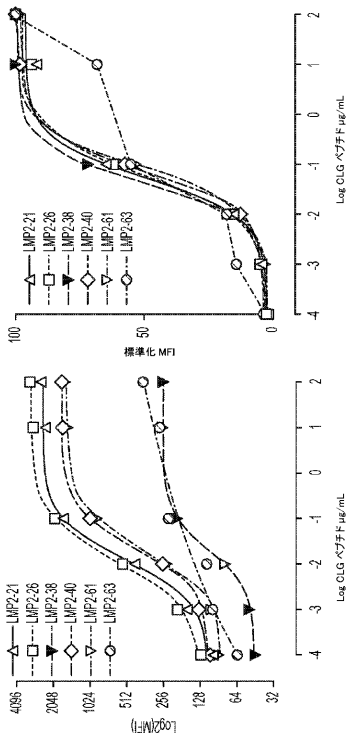 LMP2-21
LMP2-26
LMP2-38
LMP2-40
LMP2-61
LMP2-63
4096
2048
1024
512
256
128
64
32
Log2(MFI)
-4
-3
-2
-1
0
1
2
Log CLG ペプチド µg/mL
LMP2-21
LMP2-26
LMP2-38
LMP2-40
LMP2-61
LMP2-63
100
50
0
標準化 MFI
-4
-3
-2
-1
0
1
2
Log CLG ペプチド µg/mL